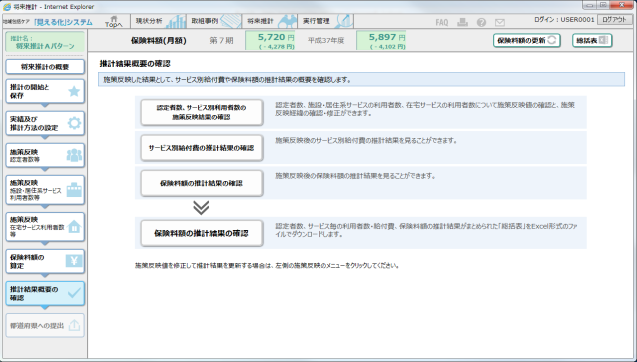 将来推計 - Internet Explorer
地域包括ケア 「見える化」システム
TopへE
現状分析
取組事例
将来推計
実行管理
FAQ
ログイン：USER0001
ログアウト
推計名：
将来推計Aパターン
保険料額(月額)
第7期
5,720 円
(-4,278 円)
平成37年度
5,897 円
(-4,102 円)
保険料額の更新
総括表
将来推計の概要
推計の開始と
保存
実績及び
推計方法の設定
施策反映
認定者数等
施策反映
施設・居住系サービス
利用者数等
施策反映
在宅サービス利用者数
等
保険料額の
算定
推計結果概要の
確認
都道府県への提出
推計結果概要の確認
施策反映した結果として、サービス別給付費や保険料額の推計結果の概要を確認します。
認定者数、サービス別利用者数の
施策反映結果の確認
認定者数、施設・居住系サービスの利用者数、在宅サービスの利用者数について施策反映値の確認と、施策
反映経緯の確認・修正ができます。
サービス別給付費の推計結果の確認
施策反映後のサービス別給付費の推計結果を見ることができます。
保険料額の推計結果の確認
施策反映後の保険料額の推計結果を見ることができます。
保険料額の推計結果の確認
認定者数、サービス毎の利用者数・給付費、保険料額の推計結果がまとめられた「総括表」をExcel形式のファ
イルでダウンロードします。
施策反映値を修正して推計結果を更新する場合は、左側の施策反映のメニューをクリックしてください。